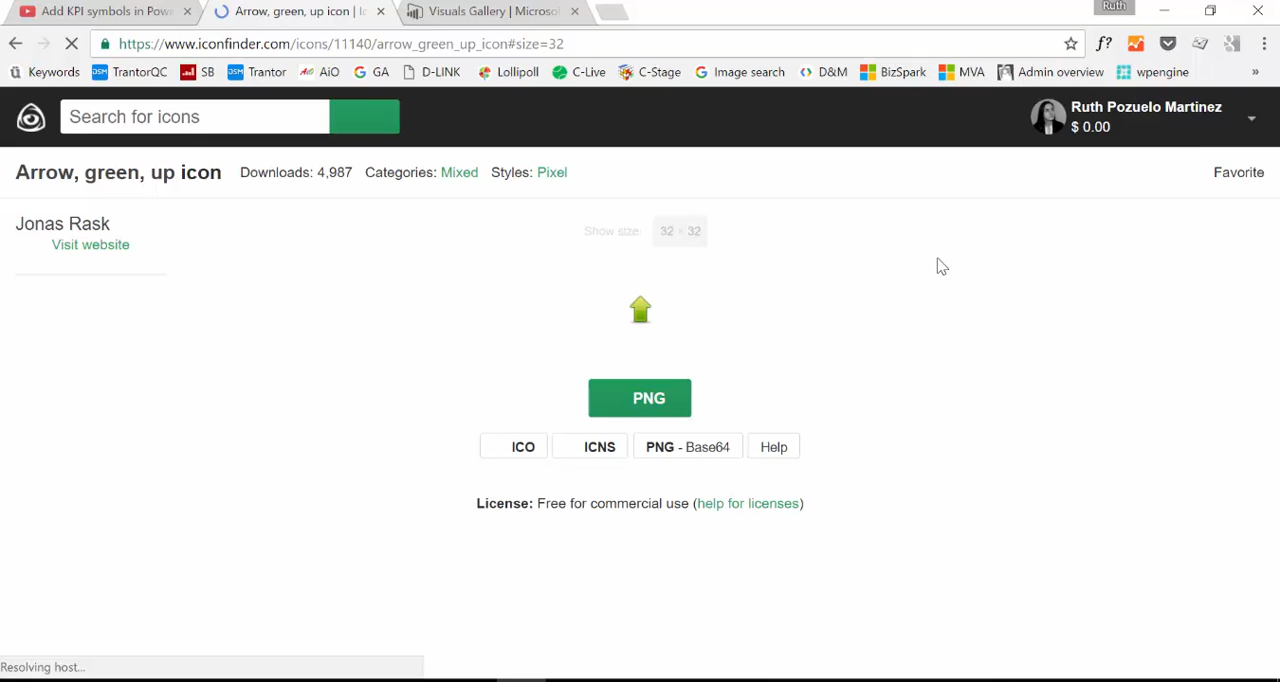 Add KPI symbols in Pow
Arrow, green, up icon | I
Visuals Gallery | Microso
Ruth
https://www.iconfinder.com/icons/11140/arrow_green_up_icon#size=32
f?
Keywords
TrantorQC
SB
Trantor
AiO
GA
D-LINK
Lollipoll
C-Live
C-Stage
Image search
D&M
BizSpark
MVA
Admin overview
wpengine
»
Search for icons
Ruth Pozuelo Martinez
$ 0.00
Arrow, green, up icon
Downloads: 4,987
Categories: Mixed
Styles: Pixel
Favorite
Jonas Rask
Visit website
Show size:
32 × 32
PNG
ICO
ICNS
PNG - Base64
Help
License: Free for commercial use (help for licenses)
Resolving host...